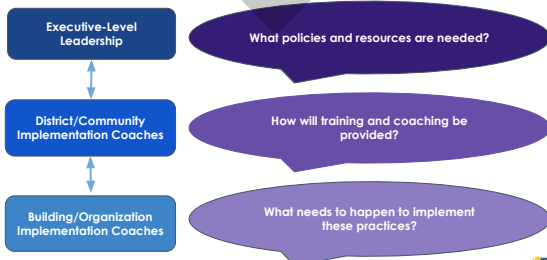 Executive-Level
Leadership
What policies and resources are needed?
District/Community
Implementation Coaches
How will training and coaching be
provided?
Building/Organization
Implementation Coaches
What needs to happen to implement
these practices?